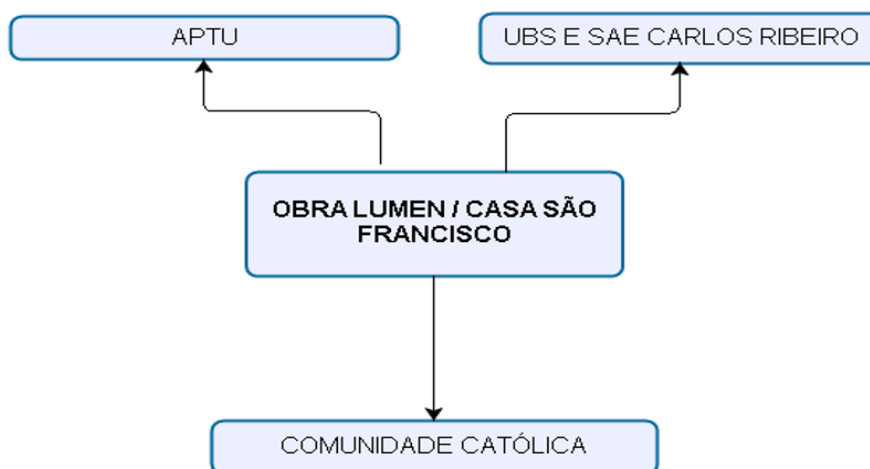 APTU
UBS E SAE CARLOS RIBEIRO
OBRA LUMEN / CASA SÃO
FRANCISCO
COMUNIDADE CATÓLICA